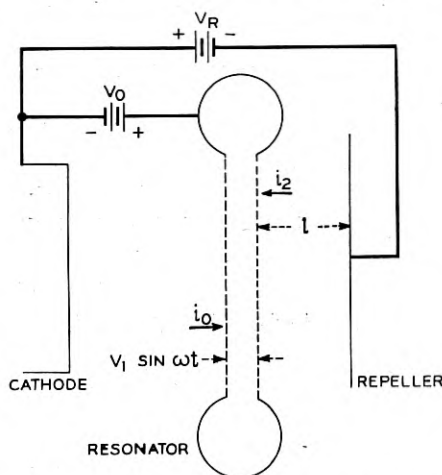 V_R
+ -
V_0
- +
i_2
l
i_0
V_1 SIN ωt
CATHODE
REPELLER
RESONATOR